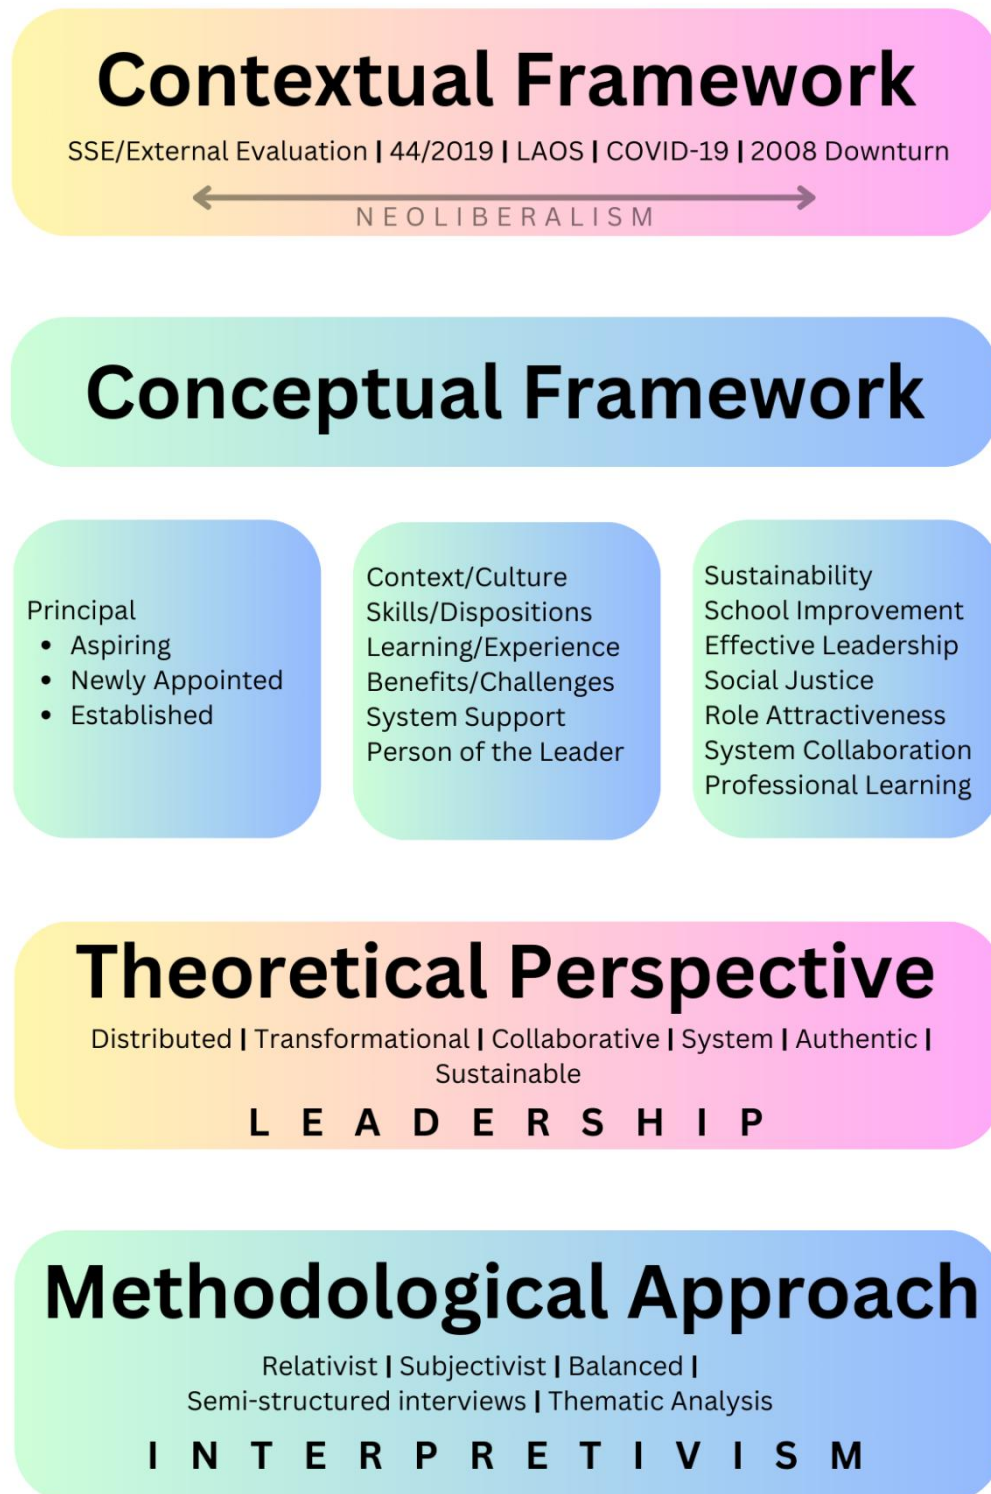 Contextual Framework
SSE/External Evaluation | 44/2019 | LAOS | COVID-19 | 2008 Downturn
NEOLIBERALISM
Conceptual Framework
Principal
• Aspiring
• Newly Appointed
• Established
Context/Culture
Skills/Dispositions
Learning/Experience
Benefits/Challenges
System Support
Person of the Leader
Sustainability
School Improvement
Effective Leadership
Social Justice
Role Attractiveness
System Collaboration
Professional Learning
Theoretical Perspective
Distributed | Transformational | Collaborative | System | Authentic |
Sustainable
LEADERSHIP
Methodological Approach
Relativist | Subjectivist | Balanced |
Semi-structured interviews | Thematic Analysis
INTERPRETIVISM